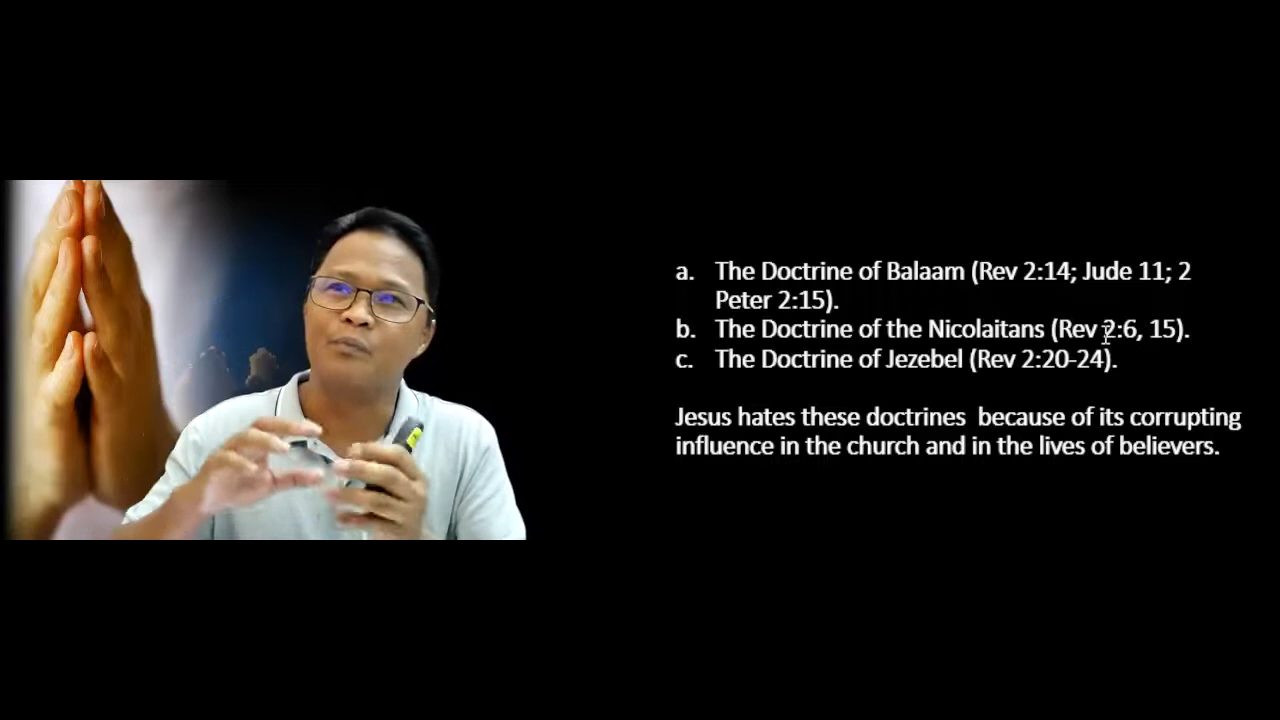 a. The Doctrine of Balaam (Rev 2:14; Jude 11; 2
Peter 2:15).
b. The Doctrine of the Nicolaitans (Rev 2:6, 15).
c. The Doctrine of Jezebel (Rev 2:20-24).
Jesus hates these doctrines  because of its corrupting
influence in the church and in the lives of believers.